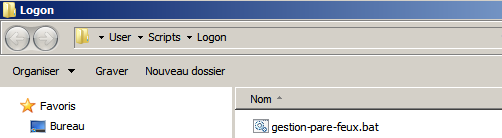 Logon
User Scripts Logon
Organiser Graver Nouveau dossier
Favoris
Bureau
Nom
gestion-pare-feux.bat